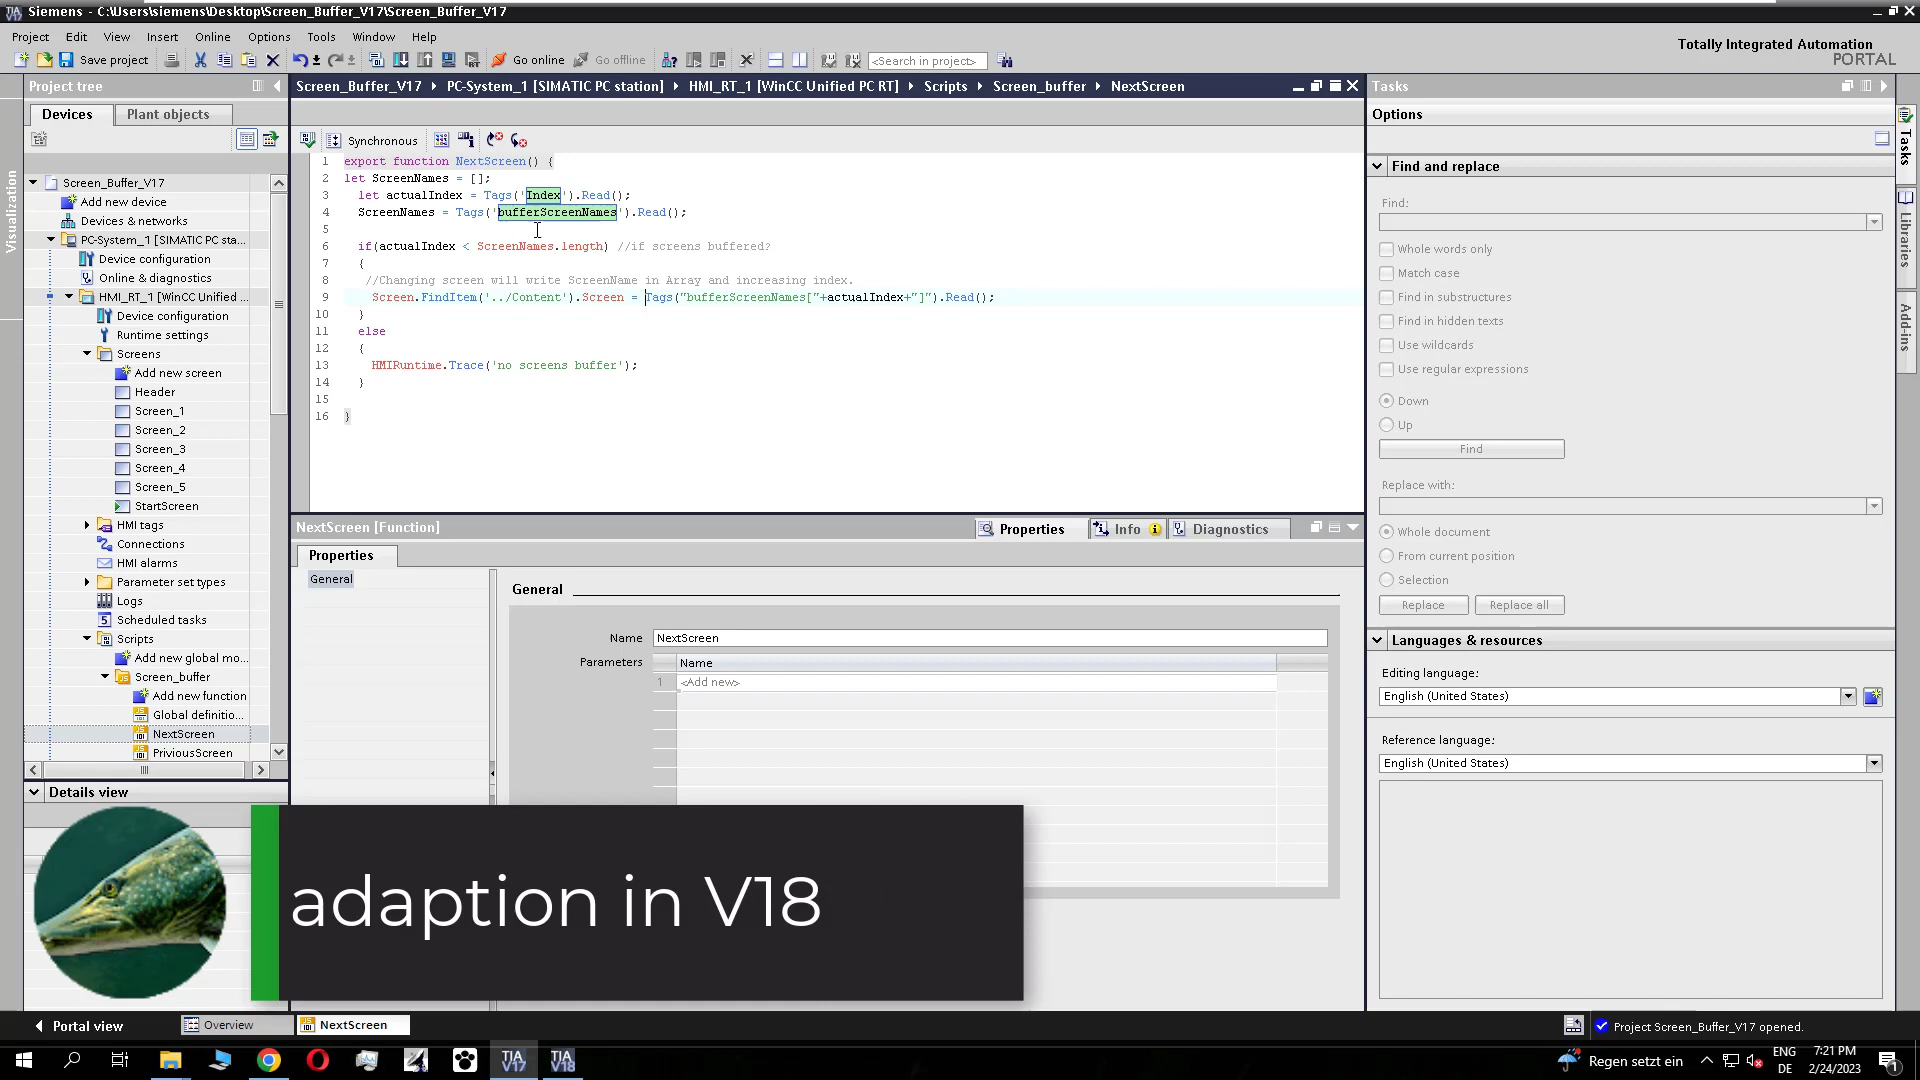 Siemens - C:\Users\siemens\Desktop\Screen_Buffer_V17\Screen_Buffer_V17
Project Edit View Insert Online Options Tools Window Help
Totally Integrated Automation
PORTAL
Save project
Go online
Go offline
<Search in project>
Project tree
Screen_Buffer_V17 PC-System_1 [SIMATIC PC station] HMI_RT_1 [WinCC Unified PC RT] Scripts Screen_buffer NextScreen
Tasks
Devices
Plant objects
Options
Synchronous
Visualization
Tasks
Libraries
Add-ins
Screen_Buffer_V17
Add new device
Devices & networks
PC-System_1 [SIMATIC PC sta...
Device configuration
Online & diagnostics
HMI_RT_1 [WinCC Unified ...
Device configuration
Runtime settings
Screens
Add new screen
Header
Screen_1
Screen_2
Screen_3
Screen_4
Screen_5
StartScreen
HMI tags
Connections
HMI alarms
Parameter set types
Logs
Scheduled tasks
Scripts
Add new global mo...
Screen_buffer
Add new function
Global definitio...
NextScreen
PriviousScreen
Details view
1 export function NextScreen() {
2 let ScreenNames = [];
3 let actualIndex = Tags('Index').Read();
4 ScreenNames = Tags('bufferScreenNames').Read();
5
6 if(actualIndex < ScreenNames.length) //if screens buffered?
7 {
8 //Changing screen will write ScreenName in Array and increasing index.
9 Screen.FindItem('../Content').Screen = Tags("bufferScreenNames["+actualIndex+"]").Read();
10 }
11 else
12 {
13 HMIRuntime.Trace('no screens buffer');
14 }
15
16 }
NextScreen [Function]
Properties
Info
Diagnostics
Properties
General
General
Name
NextScreen
Parameters
Name
1 <Add new>
Find and replace
Find:
Whole words only
Match case
Find in substructures
Find in hidden texts
Use wildcards
Use regular expressions
Down
Up
Find
Replace with:
Whole document
From current position
Selection
Replace
Replace all
Languages & resources
Editing language:
English (United States)
Reference language:
English (United States)
adaption in V18
Portal view
Overview
NextScreen
Project Screen_Buffer_V17 opened.
TIA
V17
TIA
V18
Regen setzt ein
ENG
DE
7:21 PM
2/24/2023
1